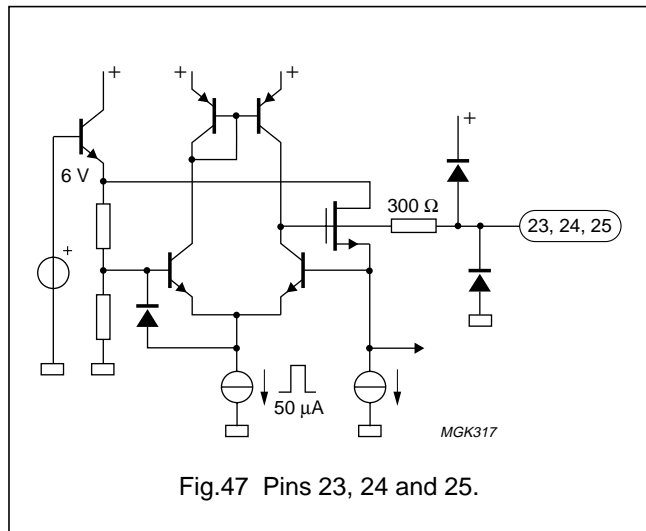 +
+
+
+
6 V
300 Ω
23, 24, 25
+
50 µA
MGK317
Fig.47 Pins 23, 24 and 25.